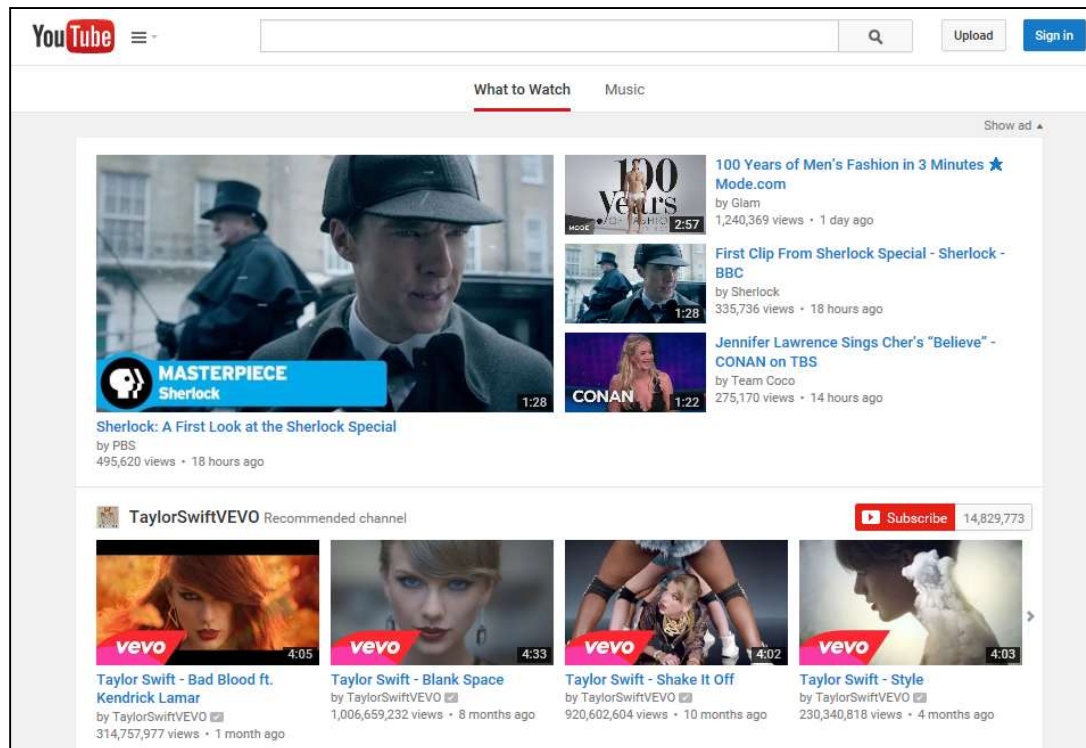 YouTube
Upload
Sign in
What to Watch
Music
Show ad
MASTERPIECE
Sherlock
1:28
Sherlock: A First Look at the Sherlock Special
by PBS
495,620 views • 18 hours ago
100
Years
OF FASHION
MODE
2:57
100 Years of Men's Fashion in 3 Minutes ★
Mode.com
by Glam
1,240,369 views • 1 day ago
1:28
First Clip From Sherlock Special - Sherlock -
BBC
by Sherlock
335,736 views • 18 hours ago
CONAN
1:22
Jennifer Lawrence Sings Cher's “Believe” -
CONAN on TBS
by Team Coco
275,170 views • 14 hours ago
TaylorSwiftVEVO Recommended channel
Subscribe 14,829,773
vevo
4:05
Taylor Swift - Bad Blood ft.
Kendrick Lamar
by TaylorSwiftVEVO
314,757,977 views • 1 month ago
vevo
4:33
Taylor Swift - Blank Space
by TaylorSwiftVEVO
1,006,659,232 views • 8 months ago
vevo
4:02
Taylor Swift - Shake It Off
by TaylorSwiftVEVO
920,602,604 views • 10 months ago
vevo
4:03
Taylor Swift - Style
by TaylorSwiftVEVO
230,340,818 views • 4 months ago